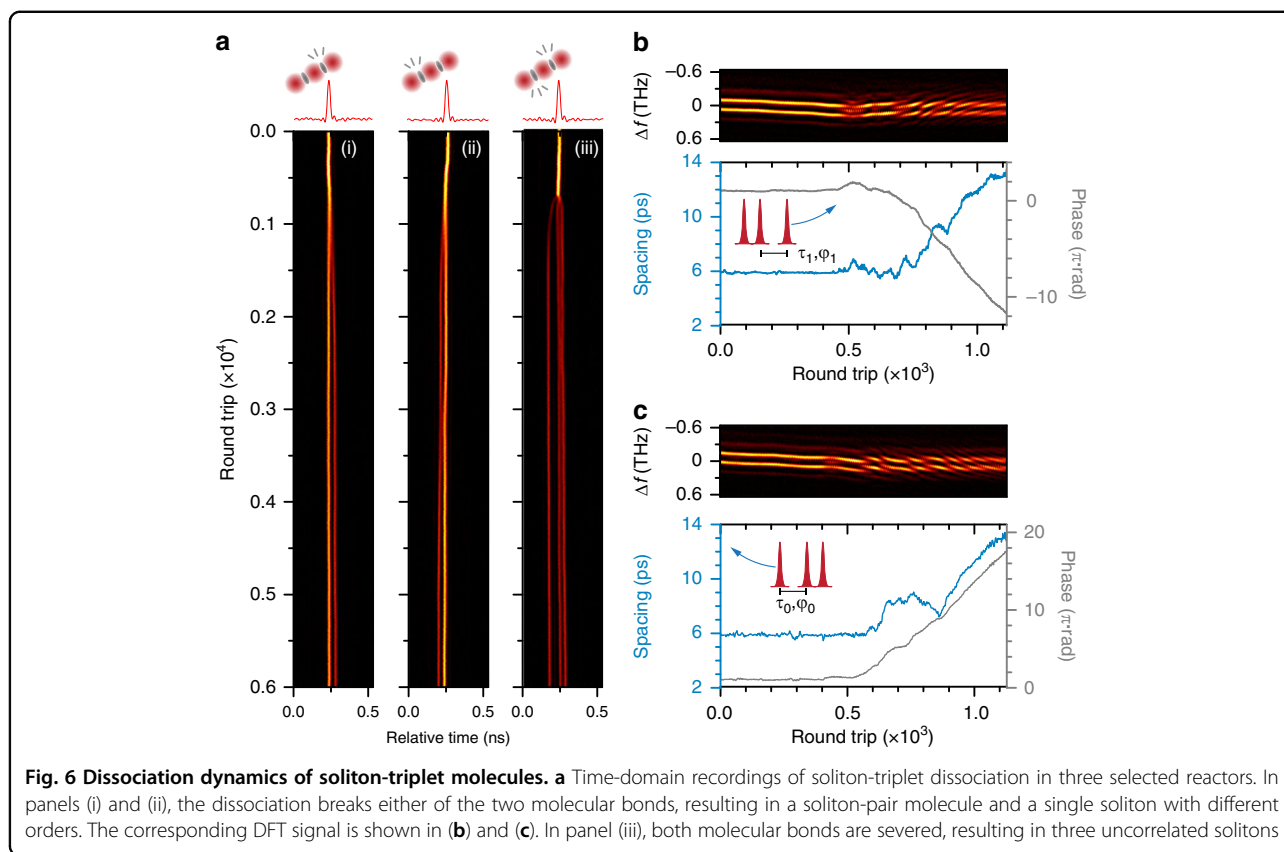 a
(i)
(ii)
(iii)
0.0
0.1
0.2
0.3
0.4
0.5
0.6
Round trip (×10⁴)
0.0 0.5 0.0 0.5 0.0 0.5
Relative time (ns)
b
−0.6
0
0.6
Δf (THz)
14
10
6
2
Spacing (ps)
0
−10
Phase (π·rad)
τ₁,φ₁
0.0 0.5 1.0
Round trip (×10³)
c
−0.6
0
0.6
Δf (THz)
14
10
6
2
Spacing (ps)
20
10
0
Phase (π·rad)
τ₀,φ₀
0.0 0.5 1.0
Round trip (×10³)
Fig. 6 Dissociation dynamics of soliton-triplet molecules. a Time-domain recordings of soliton-triplet dissociation in three selected reactors. In
panels (i) and (ii), the dissociation breaks either of the two molecular bonds, resulting in a soliton-pair molecule and a single soliton with different
orders. The corresponding DFT signal is shown in (b) and (c). In panel (iii), both molecular bonds are severed, resulting in three uncorrelated solitons